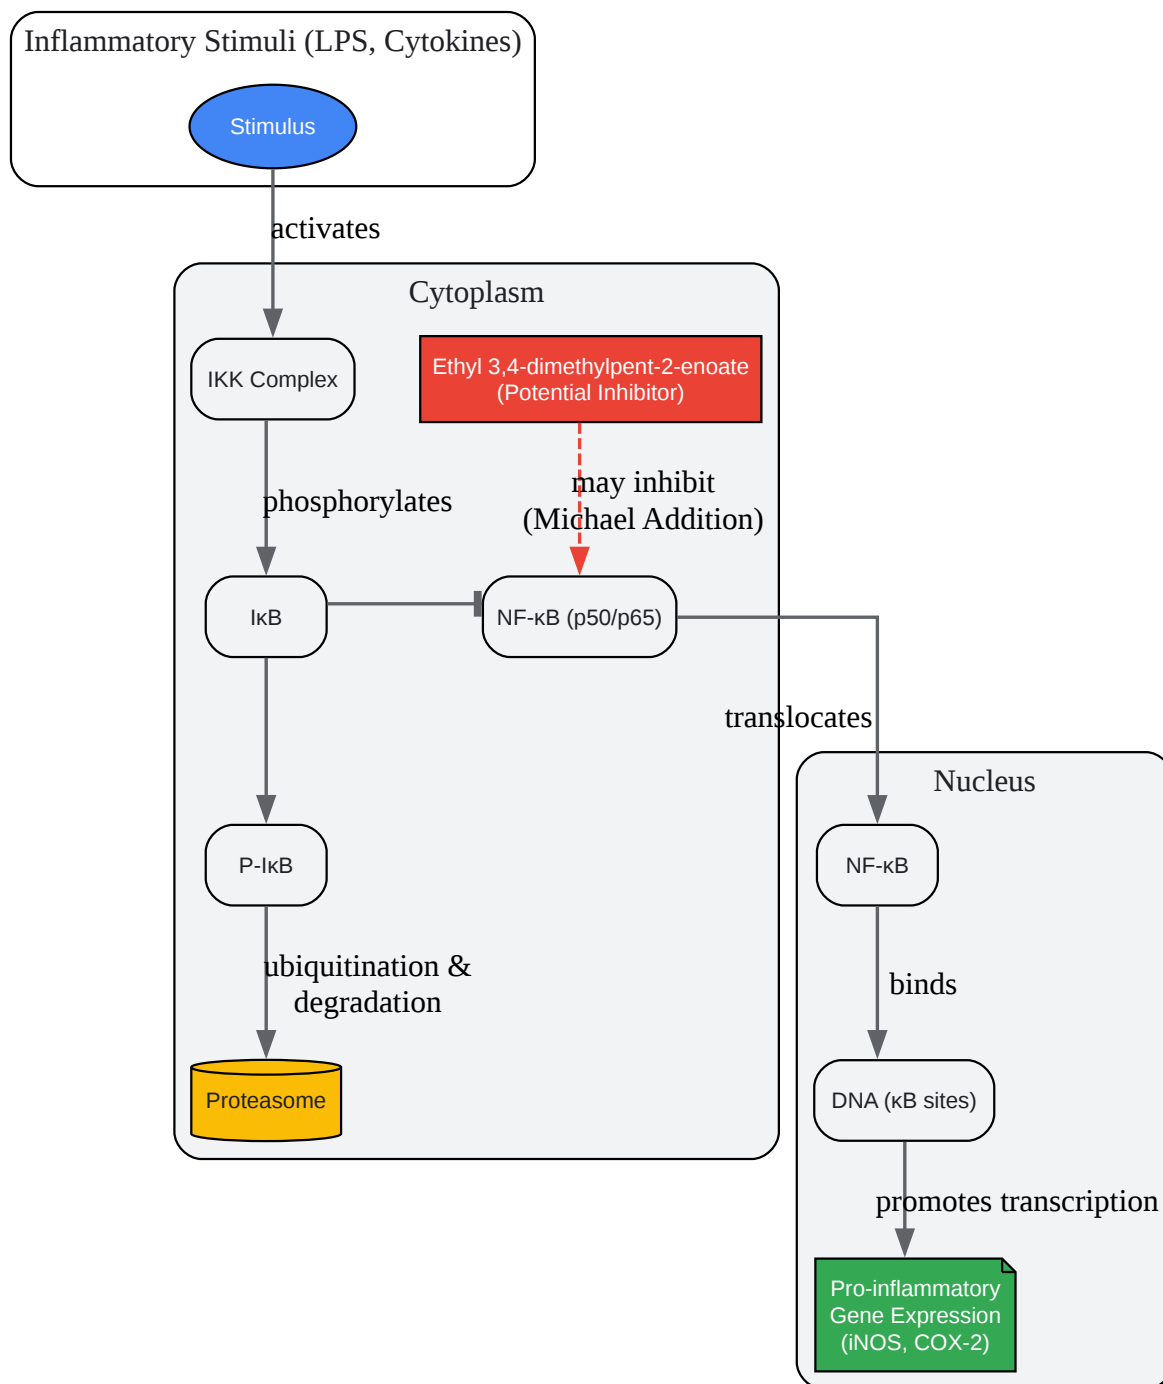 Inflammatory Stimuli (LPS, Cytokines)
Stimulus
activates
Cytoplasm
IKK Complex
Ethyl 3,4-dimethylpent-2-enoate
(Potential Inhibitor)
phosphorylates
may inhibit
(Michael Addition)
IκB
NF-κB (p50/p65)
translocates
Nucleus
P-IκB
NF-κB
ubiquitination &
degradation
binds
Proteasome
DNA (κB sites)
promotes transcription
Pro-inflammatory
Gene Expression
(iNOS, COX-2)